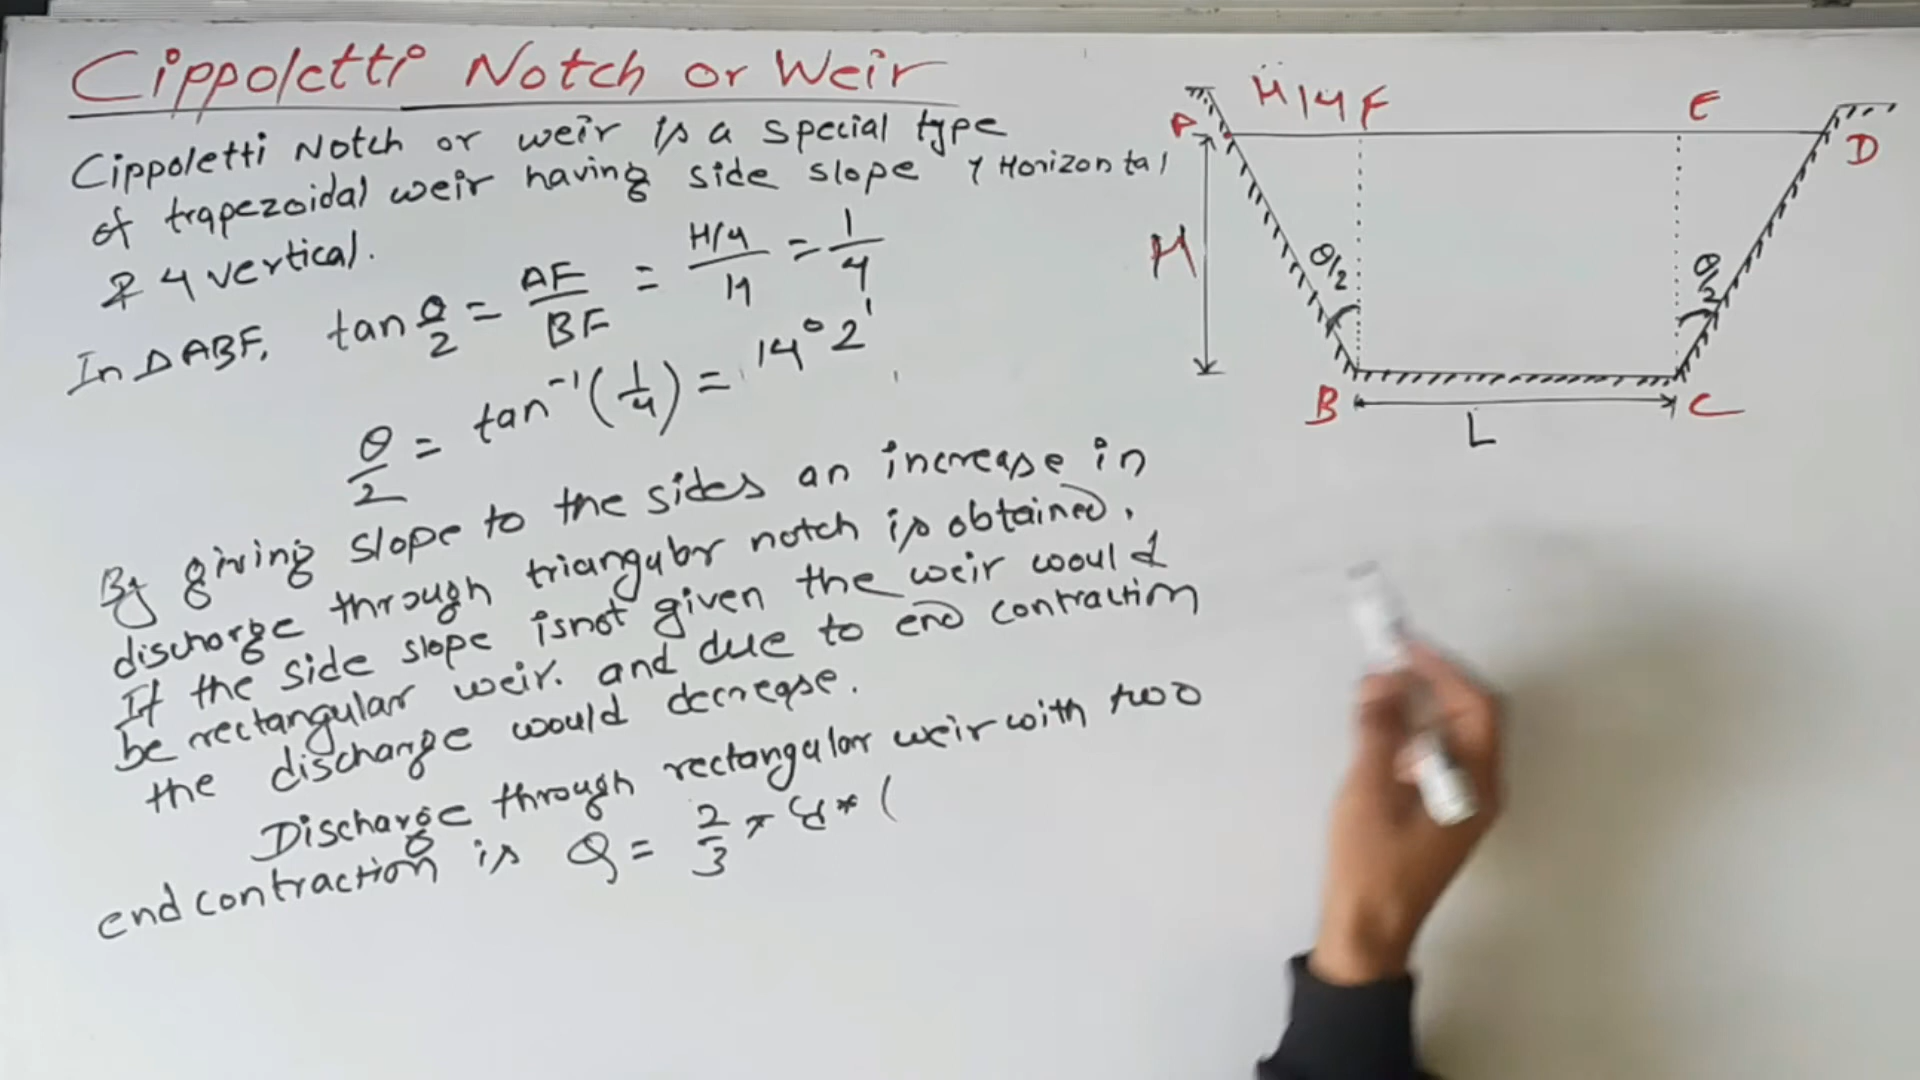 Cippoletti Notch or Weir
Cippoletti Notch or weir is a special type
of trapezoidal weir having side slope 1 Horizontal
& 4 vertical.
In Δ ABF, tan θ/2 = AF/BF = H/4/H = 1/4
θ/2 = tan⁻¹(1/4) = 14° 2'
By giving slope to the sides an increase in
discharge through triangular notch is obtained.
If the side slope isnot given the weir would
be rectangular weir. and due to end contraction
the discharge would decrease.
Discharge through rectangular weir with two
end contraction is Q = 2/3 * Cd * (
A H/4 F E D
H θ/2 θ/2
B C
L